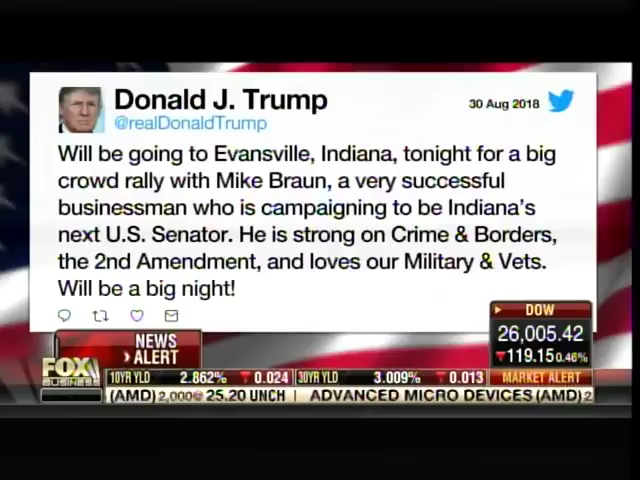 Donald J. Trump
@realDonaldTrump
30 Aug 2018
Will be going to Evansville, Indiana, tonight for a big
crowd rally with Mike Braun, a very successful
businessman who is campaigning to be Indiana's
next U.S. Senator. He is strong on Crime & Borders,
the 2nd Amendment, and loves our Military & Vets.
Will be a big night!
DOW
26,005.42
▼119.15 0.46%
MARKET ALERT
NEWS
› ALERT
FOX
BUSINESS
10YR YLD 2.862% ▼0.024 30YR YLD 3.009% ▼0.013
(AMD) 2,000@ 25.20 UNCH | ADVANCED MICRO DEVICES (AMD) 2